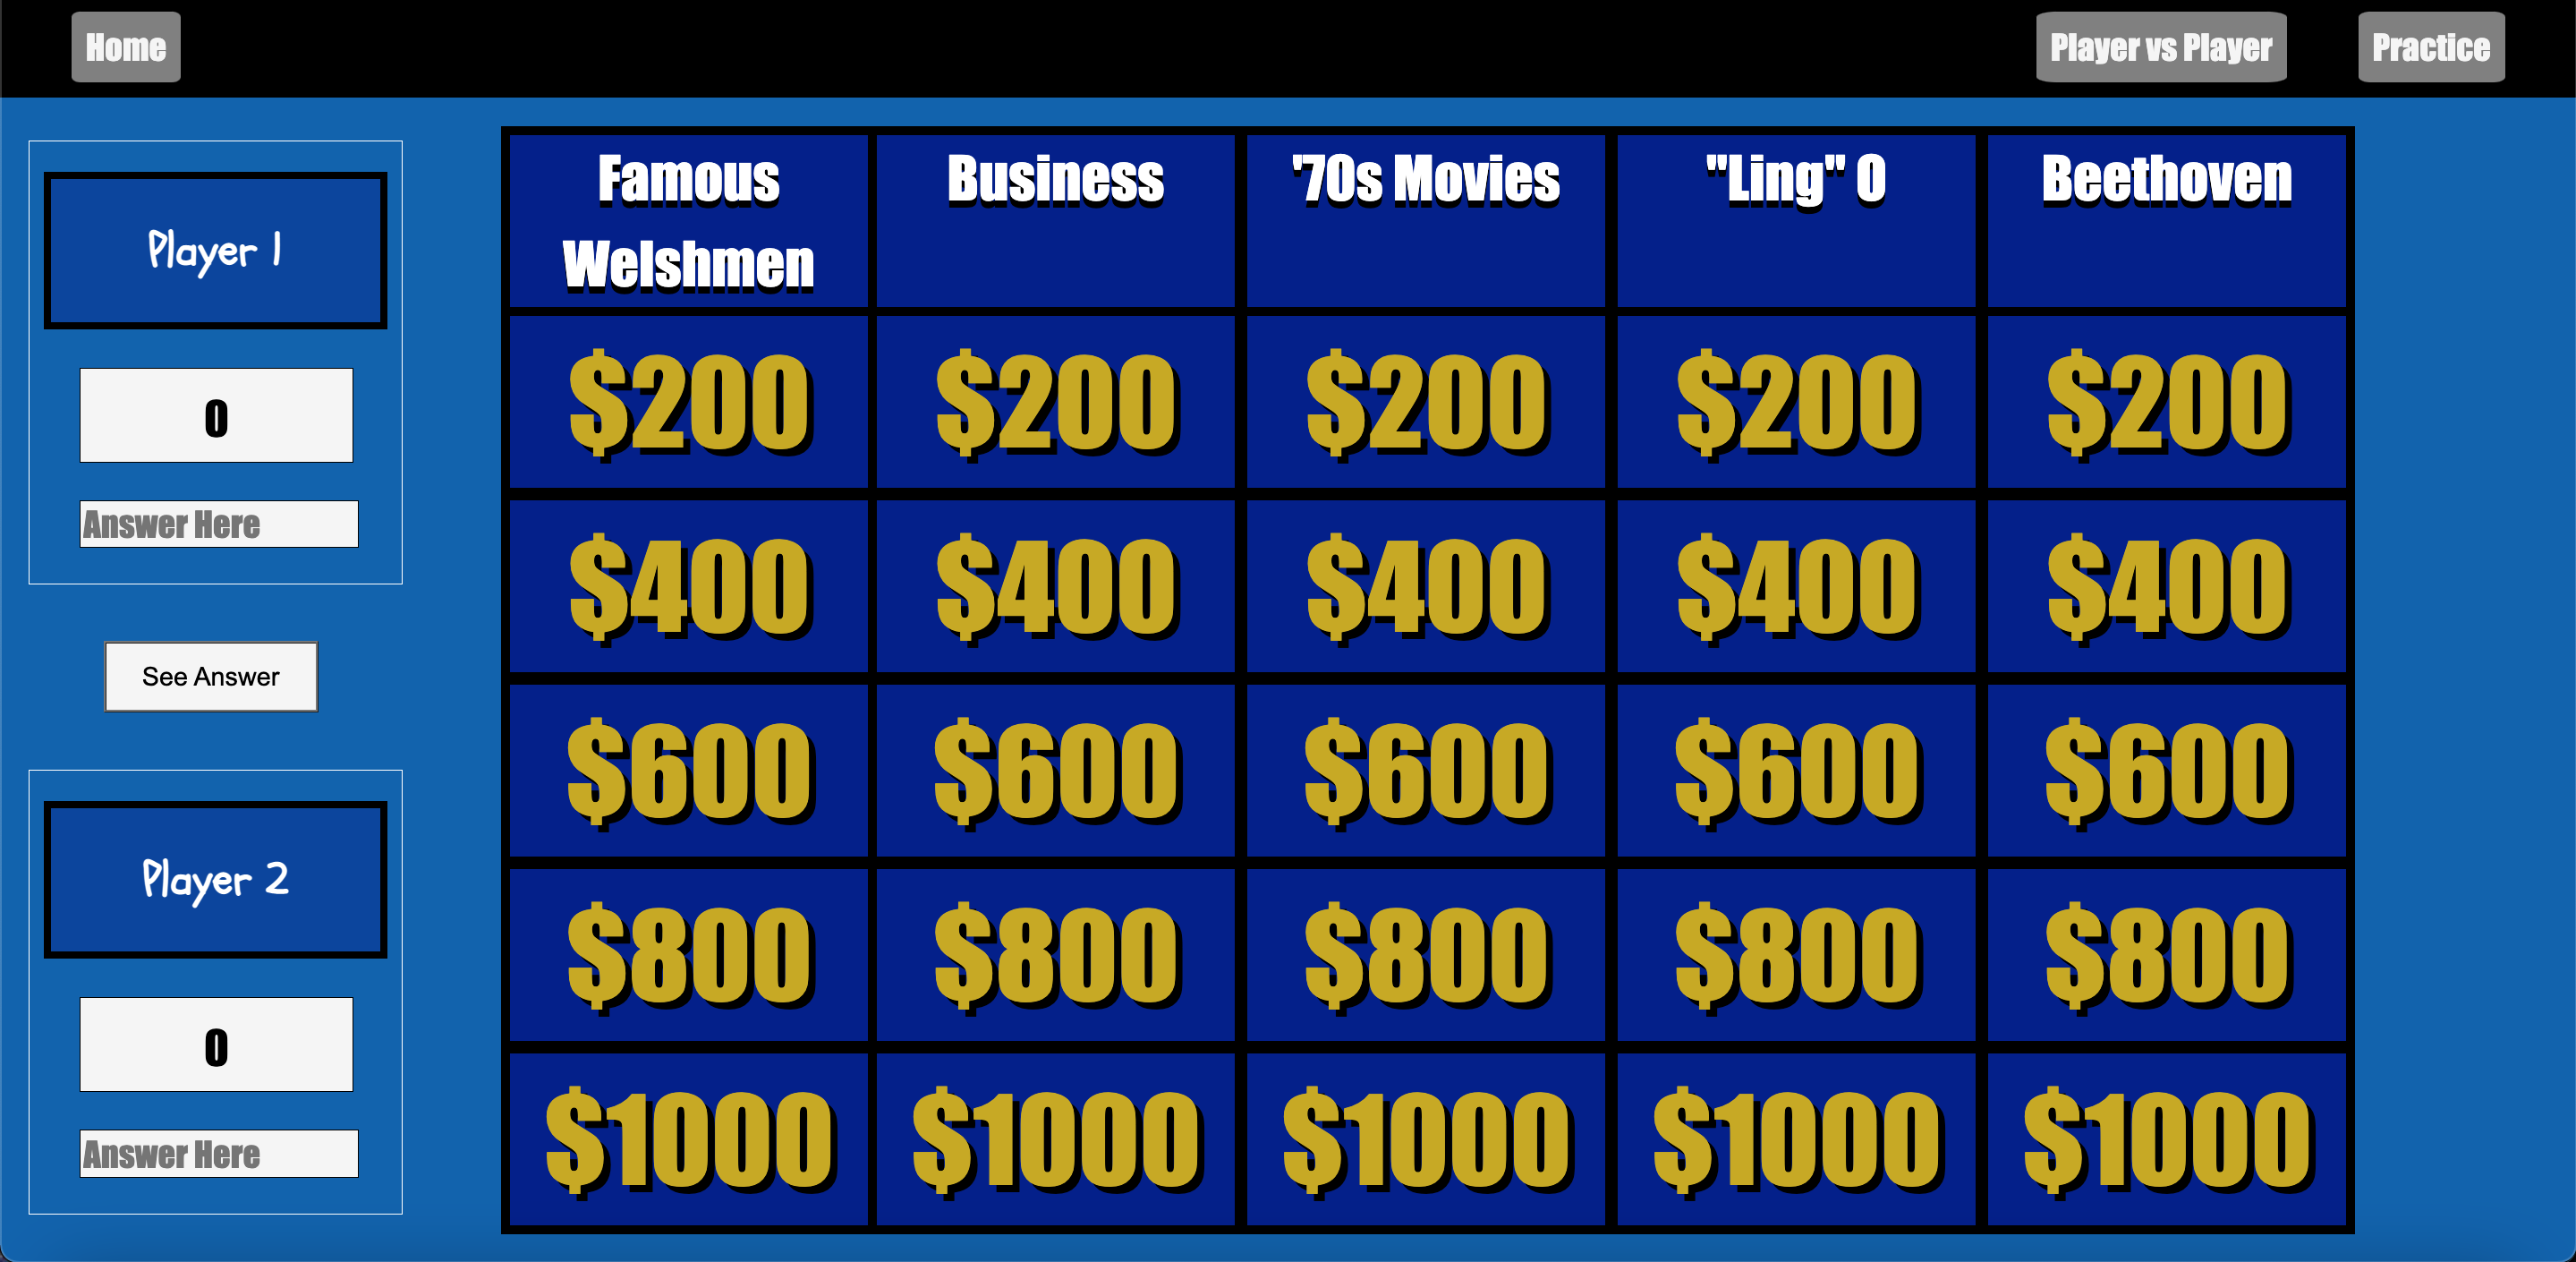 Home
Player vs Player
Practice
Player 1
0
Answer Here
See Answer
Player 2
0
Answer Here
Famous
Welshmen
Business
'70s Movies
"Ling" O
Beethoven
$200 $200 $200 $200 $200
$400 $400 $400 $400 $400
$600 $600 $600 $600 $600
$800 $800 $800 $800 $800
$1000 $1000 $1000 $1000 $1000